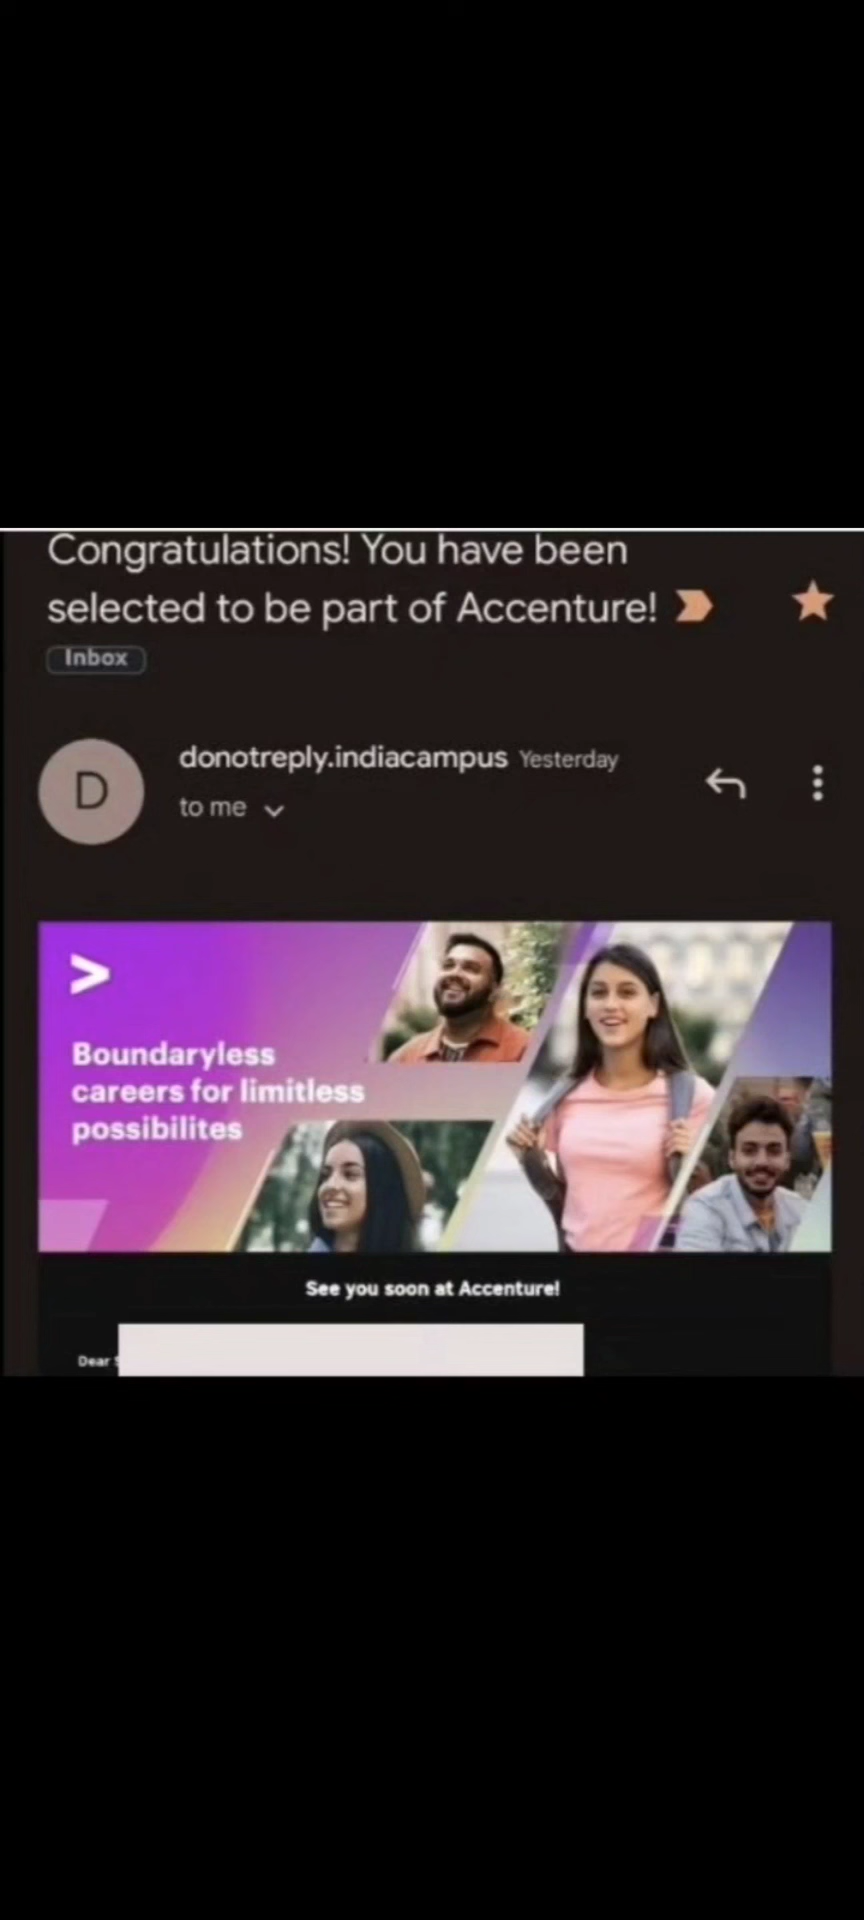 Congratulations! You have been
selected to be part of Accenture!
Inbox
D
donotreply.indiacampus Yesterday
to me
>
Boundaryless
careers for limitless
possibilites
See you soon at Accenture!
Dear